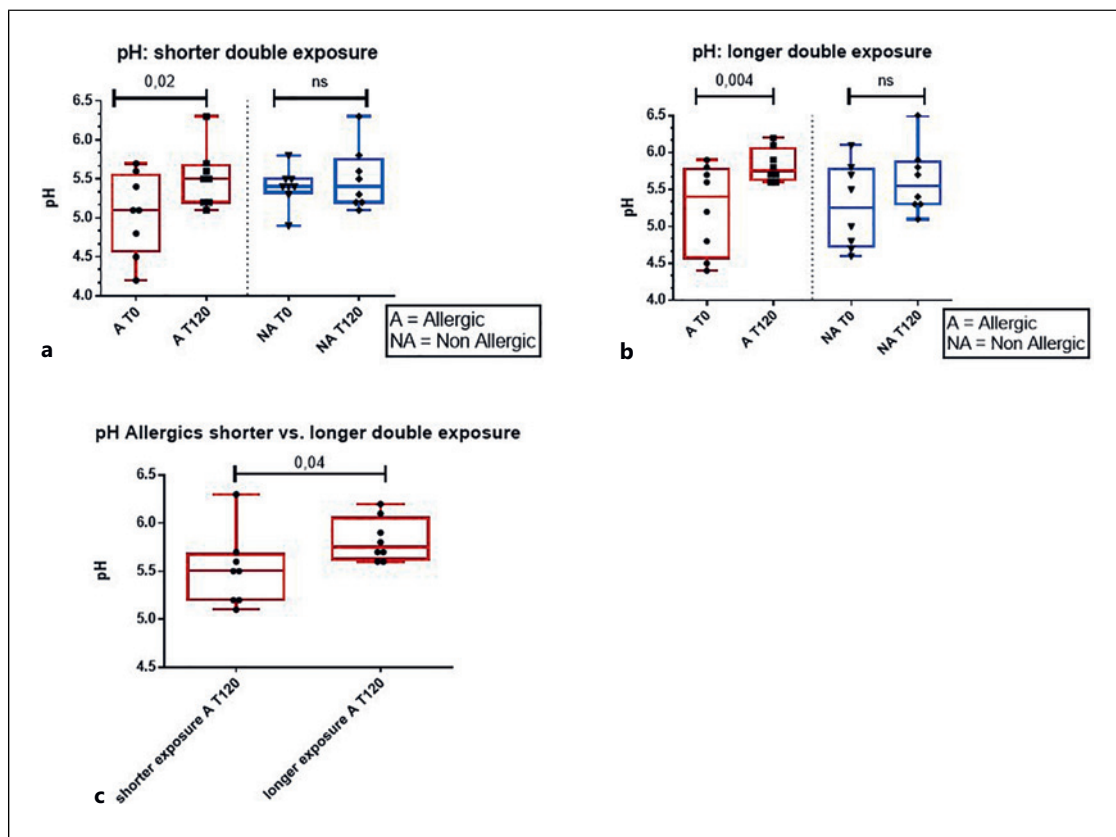 pH: shorter double exposure
0,02
ns
6.5
6.0
5.5
5.0
4.5
4.0
pH
A T0
A T120
NA T0
NA T120
A = Allergic
NA = Non Allergic
a
pH: longer double exposure
0,004
ns
6.5
6.0
5.5
5.0
4.5
4.0
pH
A T0
A T120
NA T0
NA T120
A = Allergic
NA = Non Allergic
b
pH Allergics shorter vs. longer double exposure
0,04
6.5
6.0
5.5
5.0
4.5
pH
shorter exposure A T120
longer exposure A T120
c